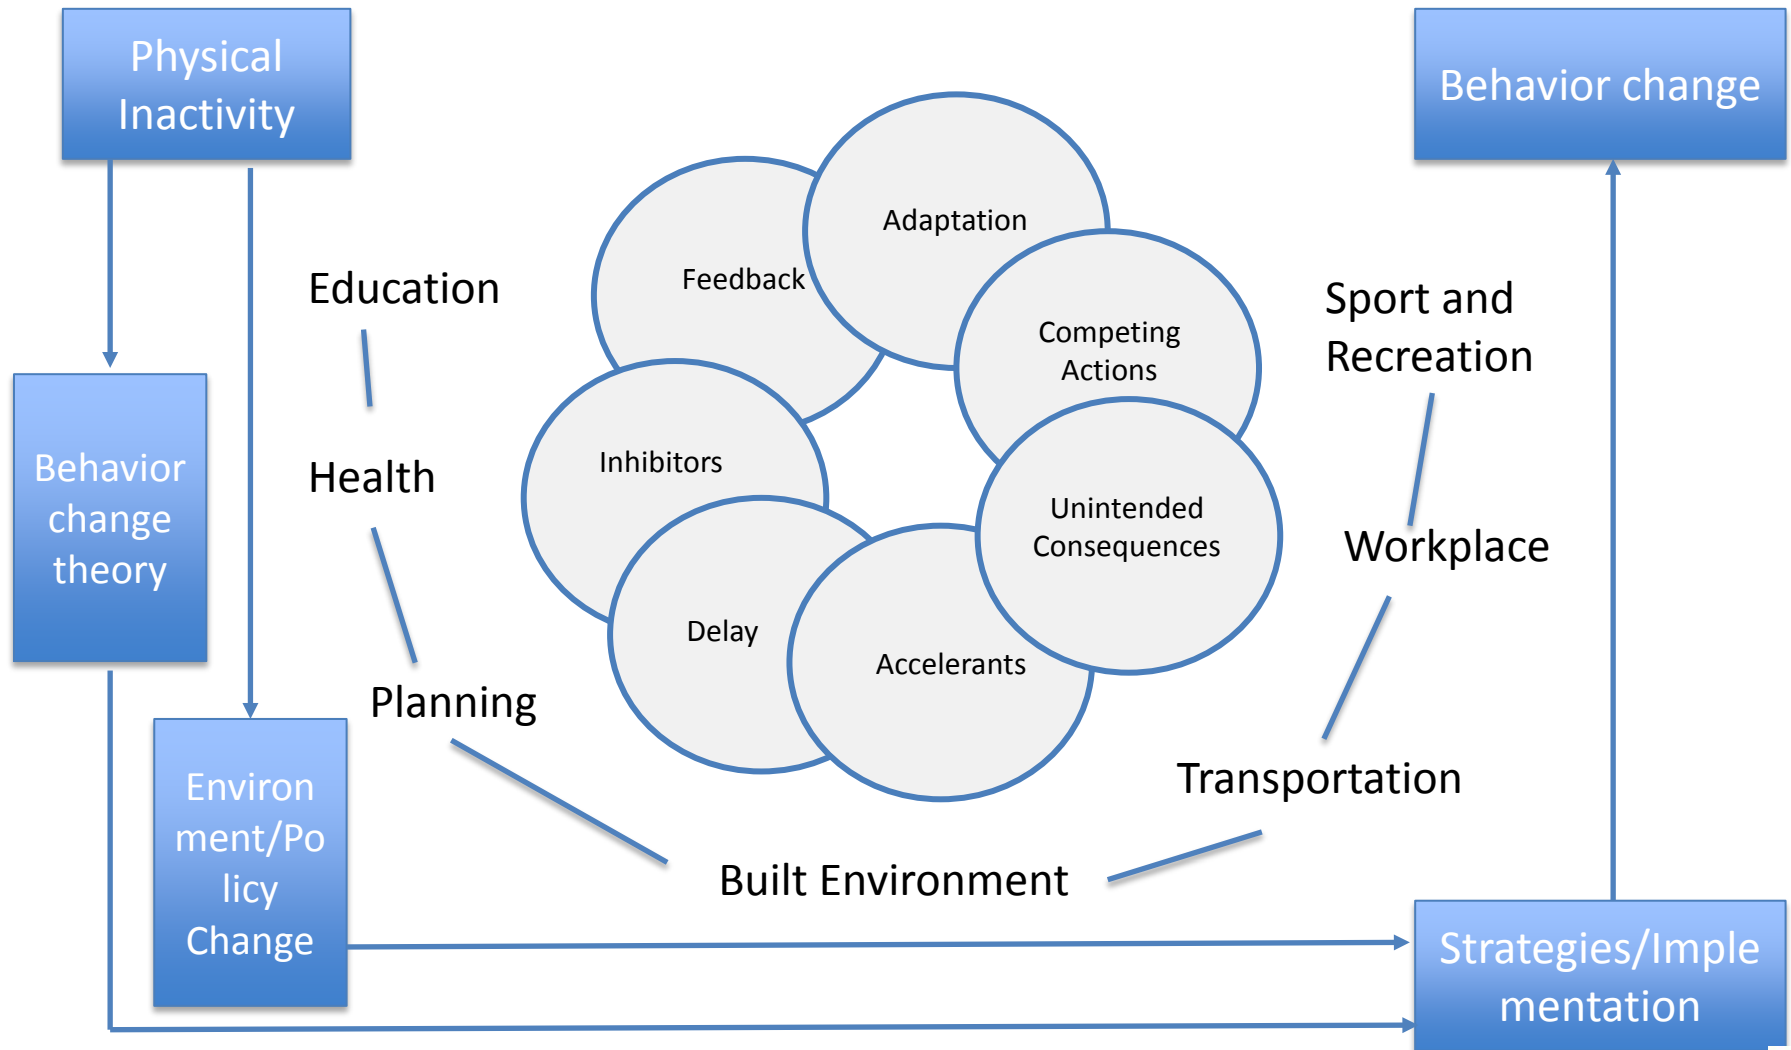 Physical
Inactivity
Behavior change
Adaptation
Feedback
Education
Sport and
Recreation
Competing
Actions
Behavior
change
theory
Health
Inhibitors
Unintended
Consequences
Workplace
Delay
Accelerants
Planning
Transportation
Environ
ment/Po
licy
Change
Built Environment
Strategies/Imple
mentation